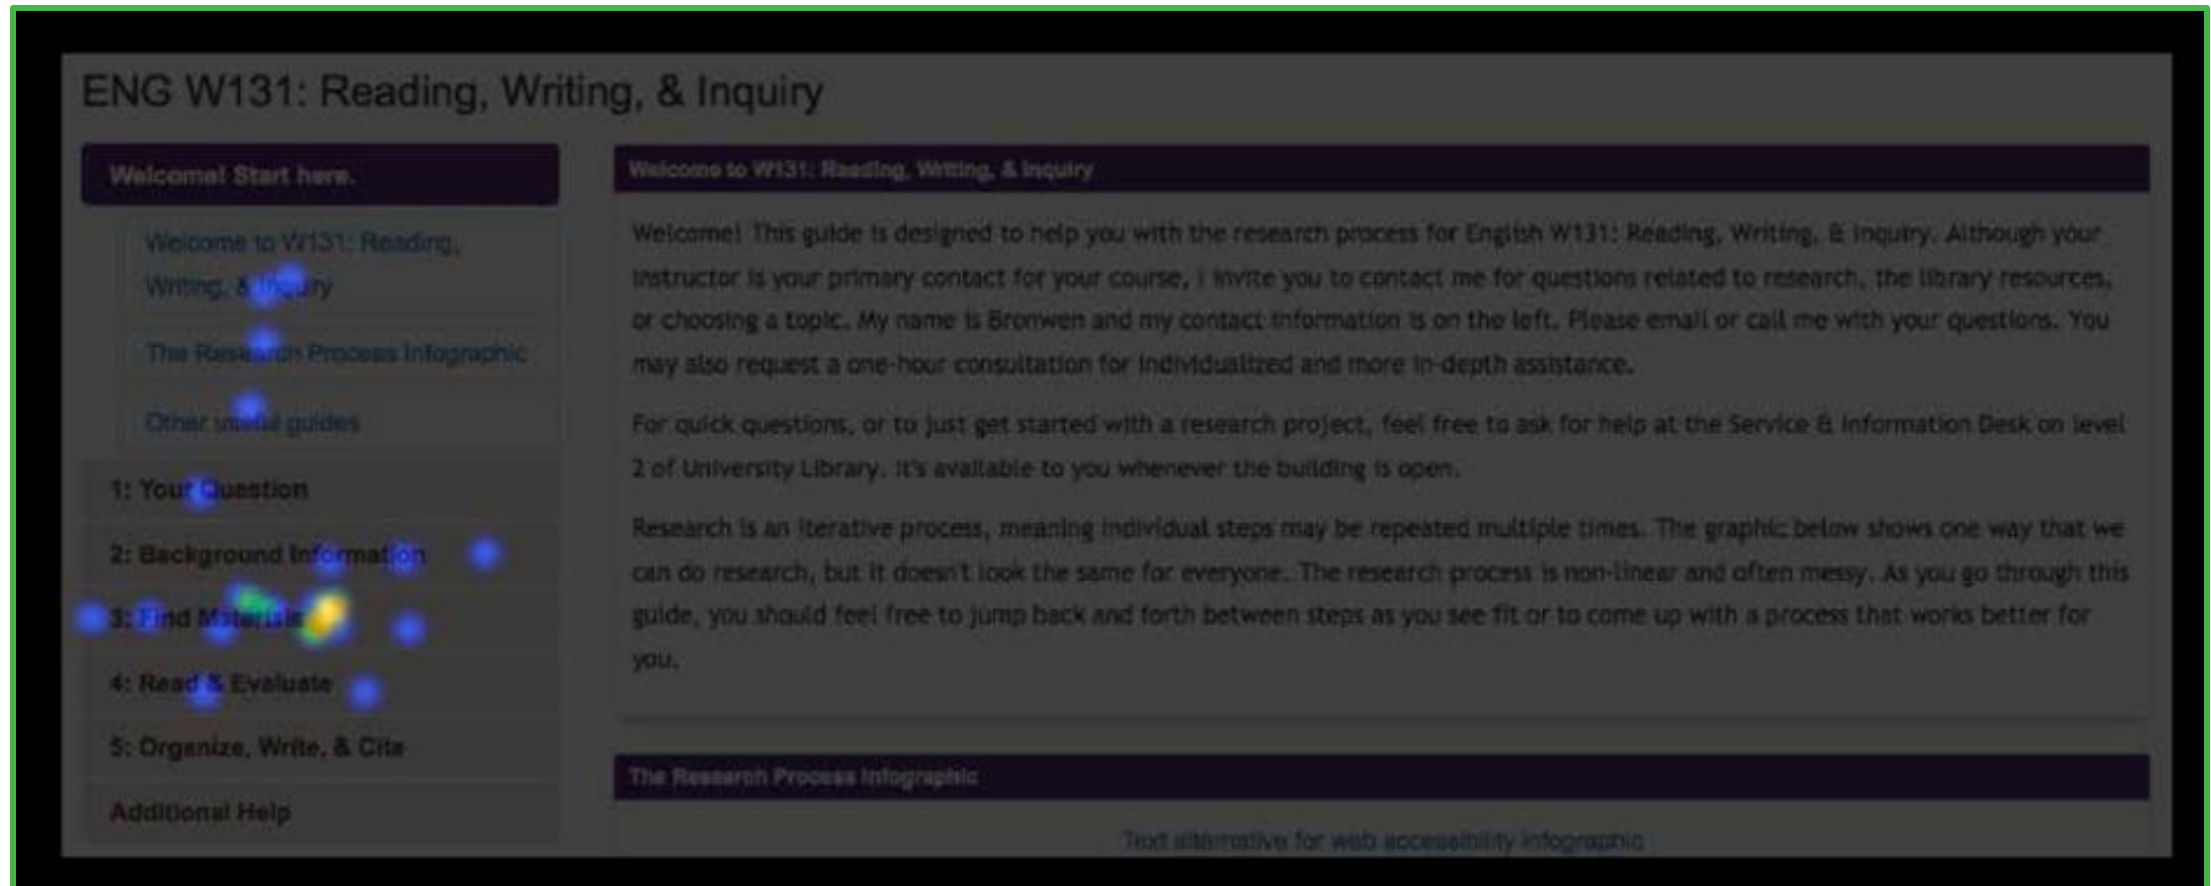 ENG W131: Reading, Writing, & Inquiry
Welcome! Start here.
Welcome to W131: Reading,
Writing, & Inquiry
The Research Process Infographic
Other useful guides
1: Your Question
2: Background Information
3: Find Materials
4: Read & Evaluate
5: Organize, Write, & Cite
Additional Help
Welcome to W131: Reading, Writing, & Inquiry
Welcome! This guide is designed to help you with the research process for English W131: Reading, Writing, & Inquiry. Although your
instructor is your primary contact for your course, I invite you to contact me for questions related to research, the library resources,
or choosing a topic. My name is Bronwen and my contact information is on the left. Please email or call me with your questions. You
may also request a one-hour consultation for individualized and more in-depth assistance.
For quick questions, or to just get started with a research project, feel free to ask for help at the Service & Information Desk on level
2 of University Library. It's available to you whenever the building is open.
Research is an iterative process, meaning individual steps may be repeated multiple times. The graphic below shows one way that we
can do research, but it doesn't look the same for everyone. The research process is non-linear and often messy. As you go through this
guide, you should feel free to jump back and forth between steps as you see fit or to come up with a process that works better for
you.
The Research Process Infographic
Text alternative for web accessibility infographic